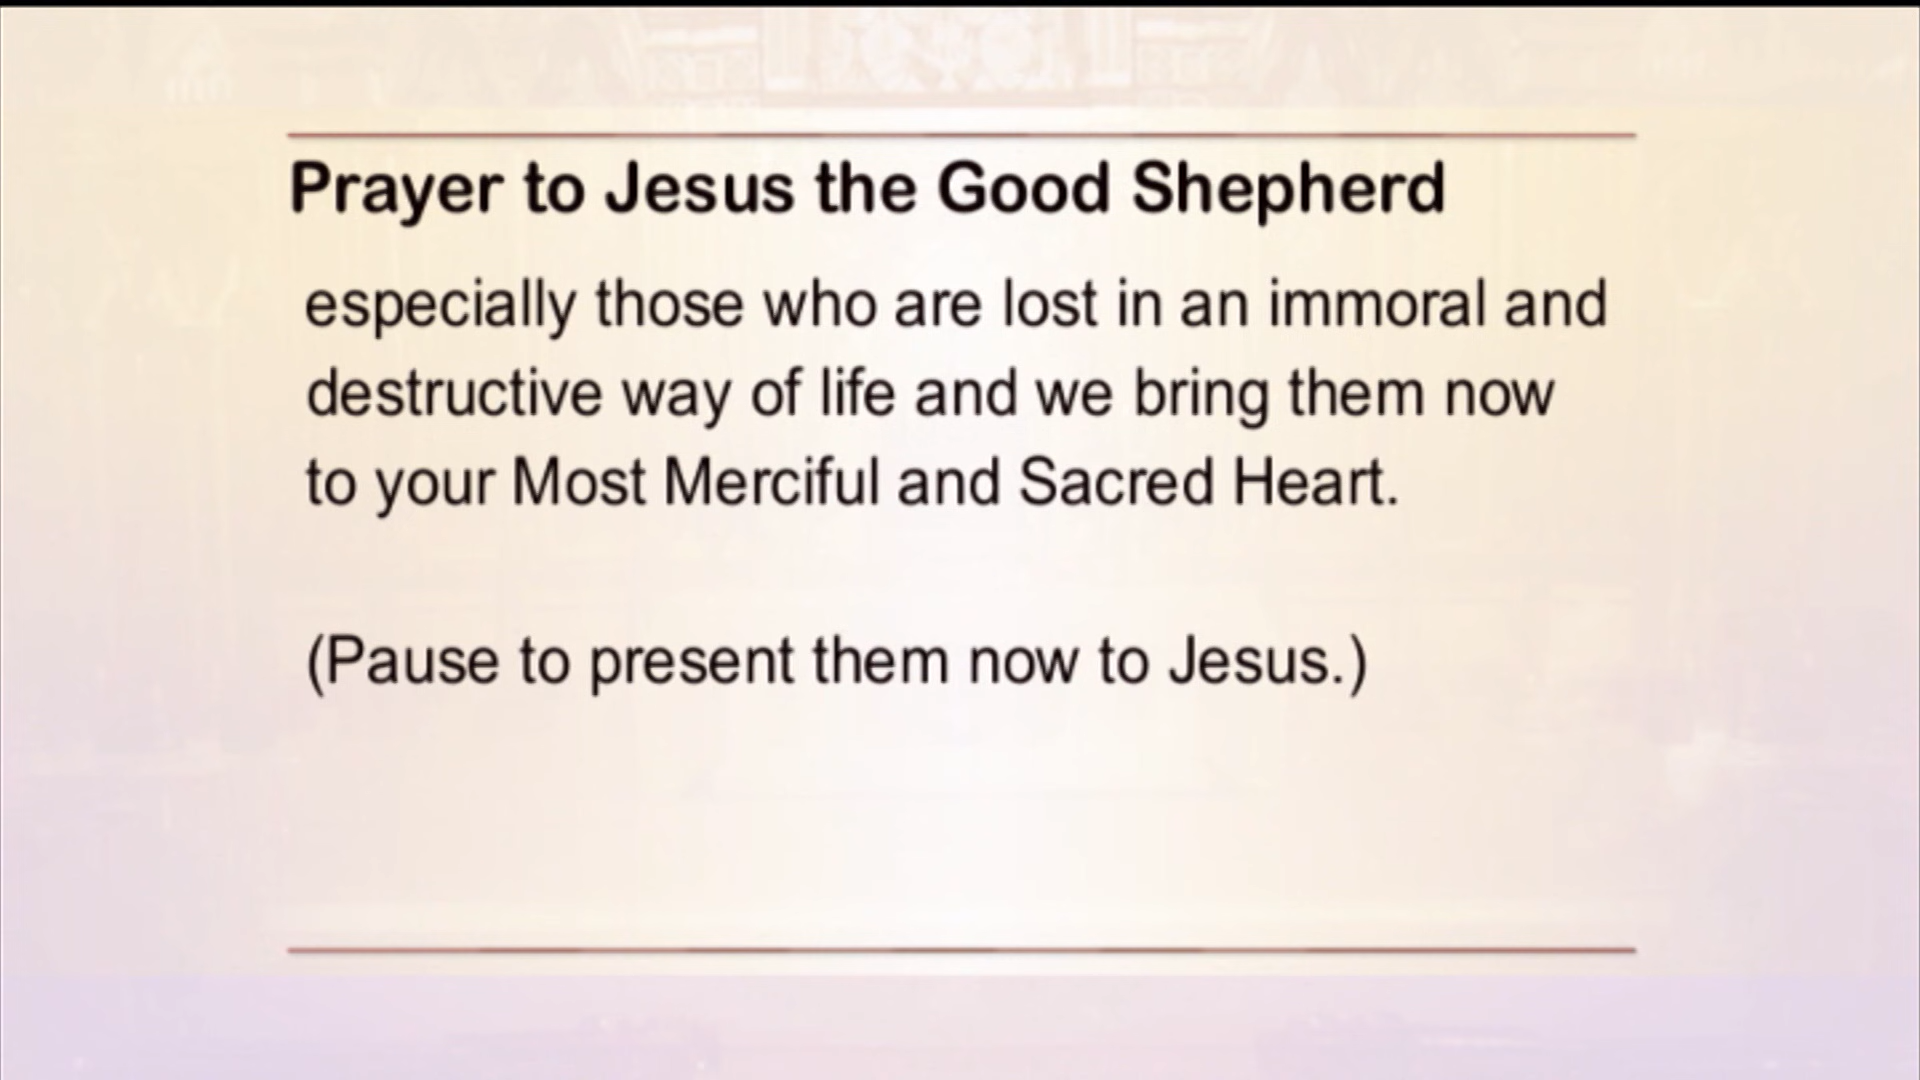 Prayer to Jesus the Good Shepherd
especially those who are lost in an immoral and
destructive way of life and we bring them now
to your Most Merciful and Sacred Heart.
(Pause to present them now to Jesus.)